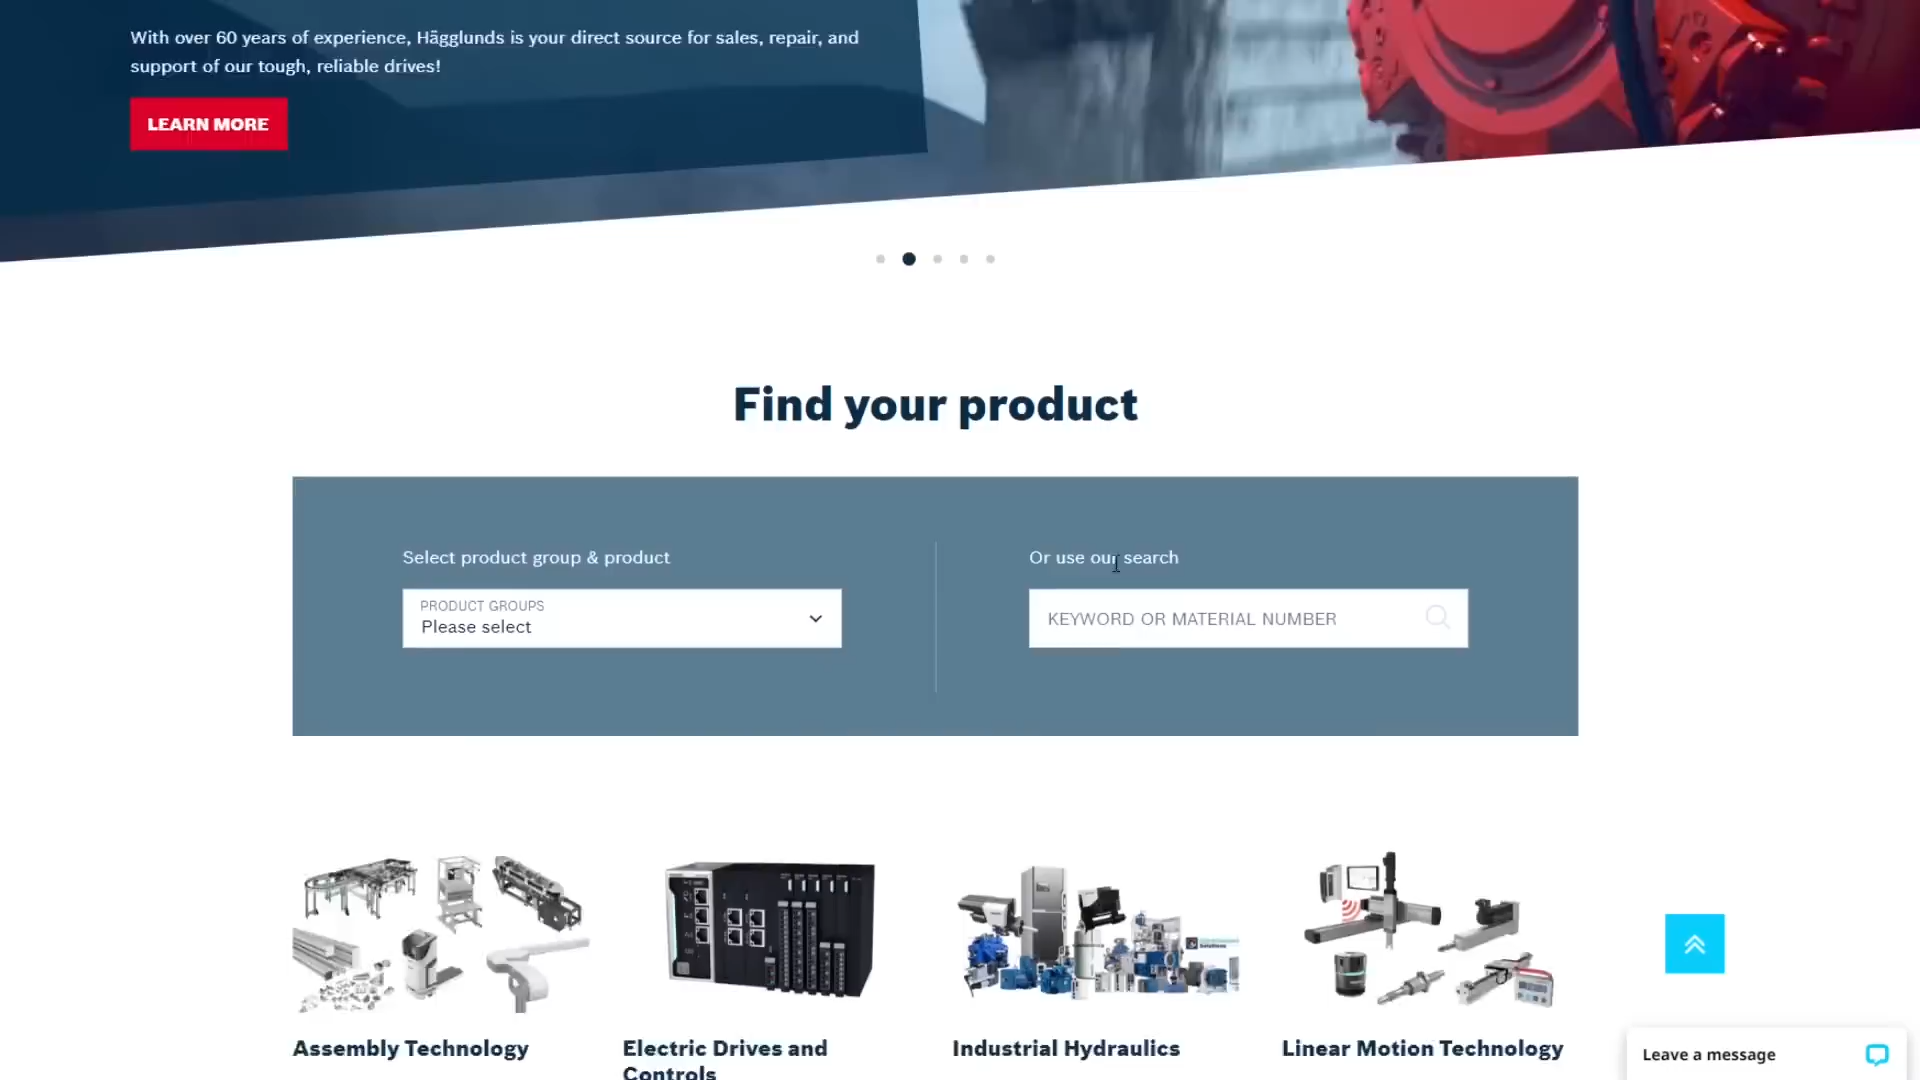 With over 60 years of experience, Hägglunds is your direct source for sales, repair, and
support of our tough, reliable drives!
LEARN MORE
Find your product
Select product group & product
PRODUCT GROUPS
Please select
Or use our search
KEYWORD OR MATERIAL NUMBER
Assembly Technology
Electric Drives and
Controls
Industrial Hydraulics
Linear Motion Technology
Leave a message